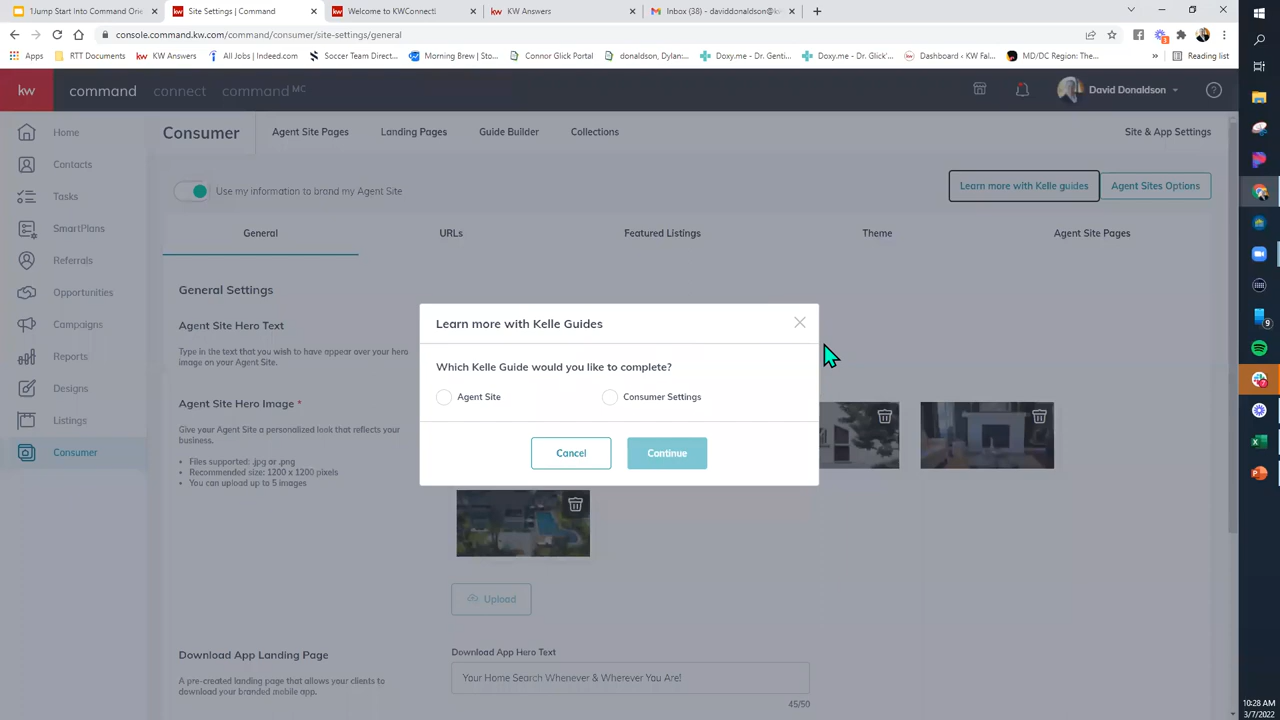 1Jump Start Into Command Orie
Site Settings | Command
Welcome to KWConnect!
KW Answers
Inbox (38) - daviddonaldson@kw
console.command.kw.com/command/consumer/site-settings/general
Apps
RTT Documents
KW Answers
All Jobs | Indeed.com
Soccer Team Direct...
Morning Brew - Sto...
Connor Glick Portal
donaldson, Dylan:...
Doxy.me - Dr. Genti...
Doxy.me - Dr. Glick'...
Dashboard < KW Fal...
MD/DC Region: The...
Reading list
kw
command
connect
command MC
David Donaldson
Home
Contacts
Tasks
SmartPlans
Referrals
Opportunities
Campaigns
Reports
Designs
Listings
Consumer
Consumer
Agent Site Pages
Landing Pages
Guide Builder
Collections
Site & App Settings
Use my information to brand my Agent Site
Learn more with Kelle guides
Agent Sites Options
General
URLs
Featured Listings
Theme
Agent Site Pages
General Settings
Agent Site Hero Text
Type in the text that you wish to have appear over your hero
image on your Agent Site.
Agent Site Hero Image *
Give your Agent Site a personalized look that reflects your
business.
• Files supported: .jpg or .png
• Recommended size: 1200 x 1200 pixels
• You can upload up to 5 images
Learn more with Kelle Guides
Which Kelle Guide would you like to complete?
Agent Site
Consumer Settings
Cancel
Continue
Upload
Download App Landing Page
A pre-created landing page that allows your clients to
download your branded mobile app.
Download App Hero Text
Your Home Search Whenever & Wherever You Are!
45/50
9
10:28 AM
3/7/2022